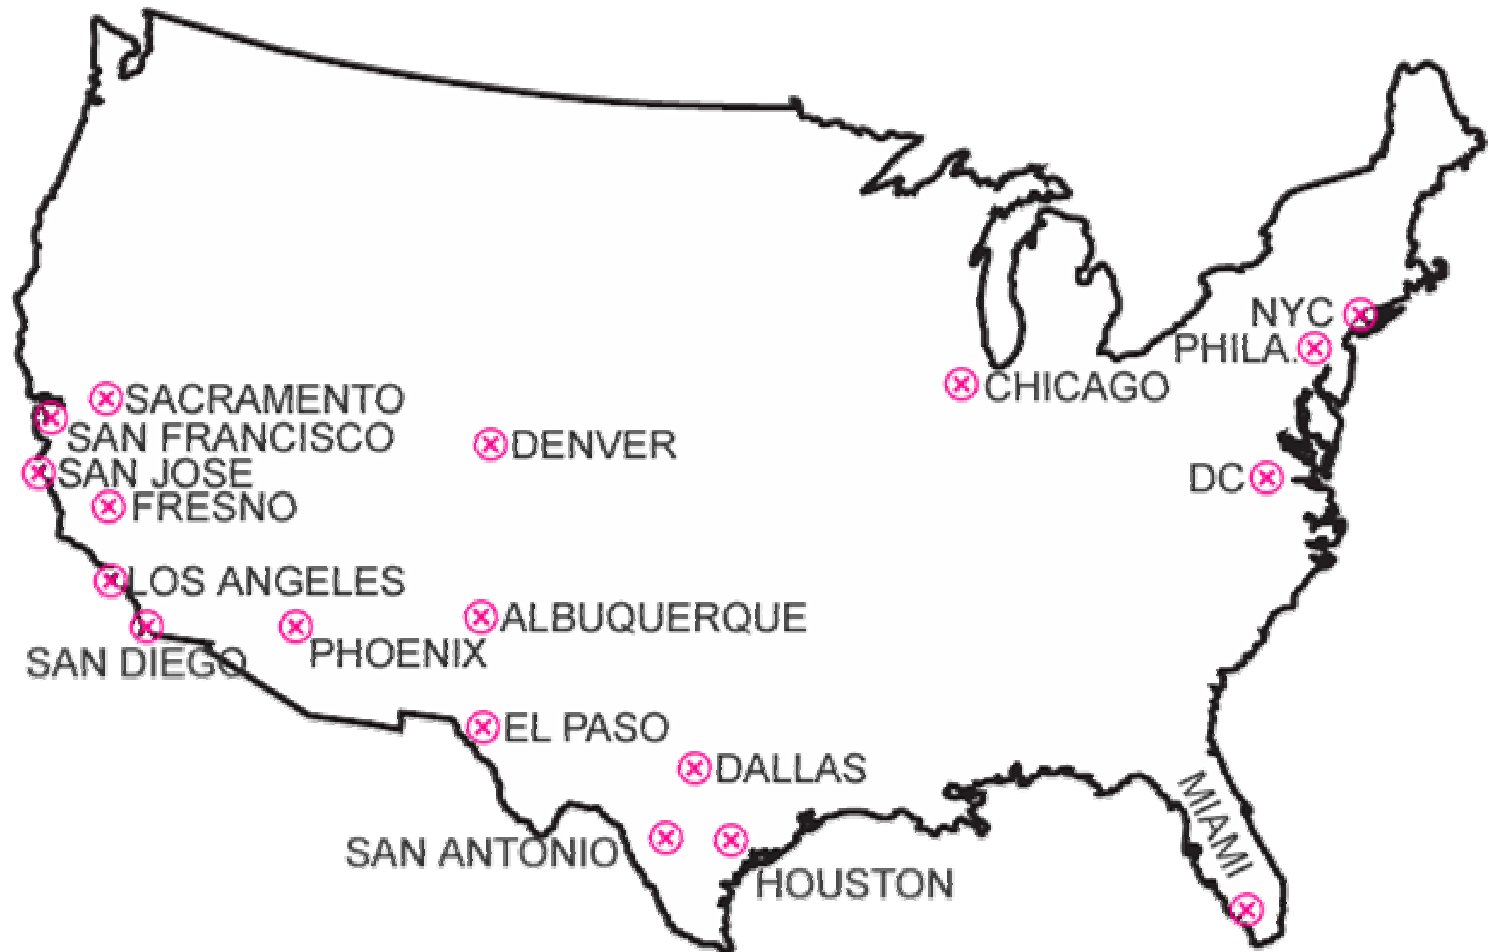 NYC
PHILA.
CHICAGO
SACRAMENTO
SAN FRANCISCO
DENVER
SAN JOSE
DC
FRESNO
LOS ANGELES
ALBUQUERQUE
PHOENIX
SAN DIEGO
EL PASO
DALLAS
MIAMI
SAN ANTONIO
HOUSTON